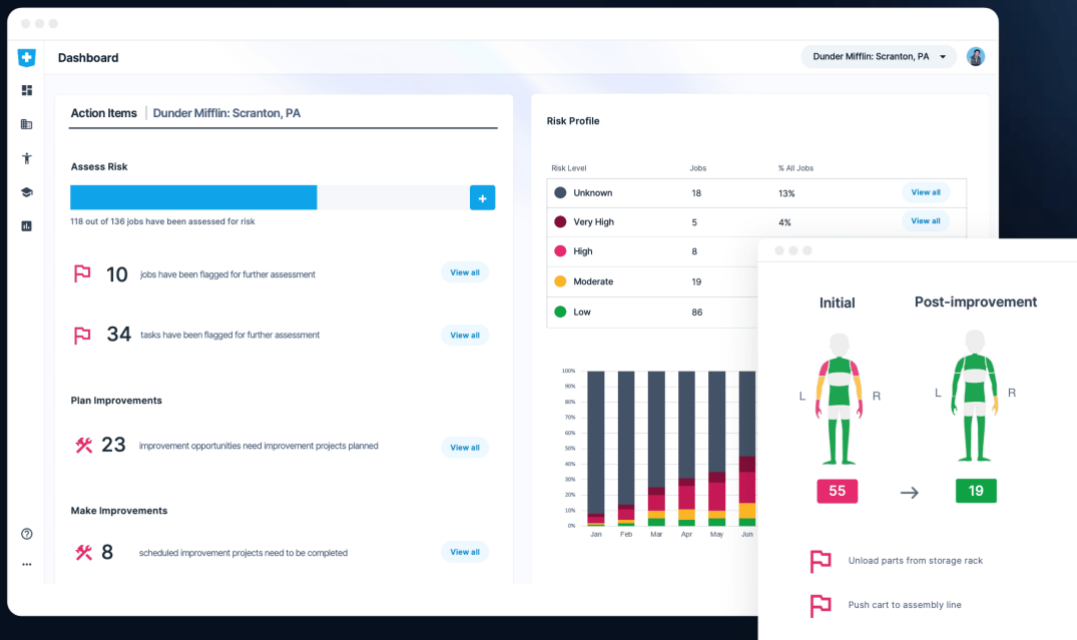 Dashboard
Dunder Mifflin: Scranton, PA
Action Items | Dunder Mifflin: Scranton, PA
Assess Risk
+
118 out of 136 jobs have been assessed for risk
10 jobs have been flagged for further assessment View all
34 tasks have been flagged for further assessment View all
Plan Improvements
23 improvement opportunities need improvement projects planned View all
Make Improvements
8 scheduled improvement projects need to be completed View all
Risk Profile
Risk Level Jobs % All Jobs
Unknown 18 13% View all
Very High 5 4% View all
High 8
Moderate 19
Low 86
100%
90%
80%
70%
60%
50%
40%
30%
20%
10%
0%
Jan Feb Mar Apr May Jun
Initial Post-improvement
L R L R
55 → 19
Unload parts from storage rack
Push cart to assembly line